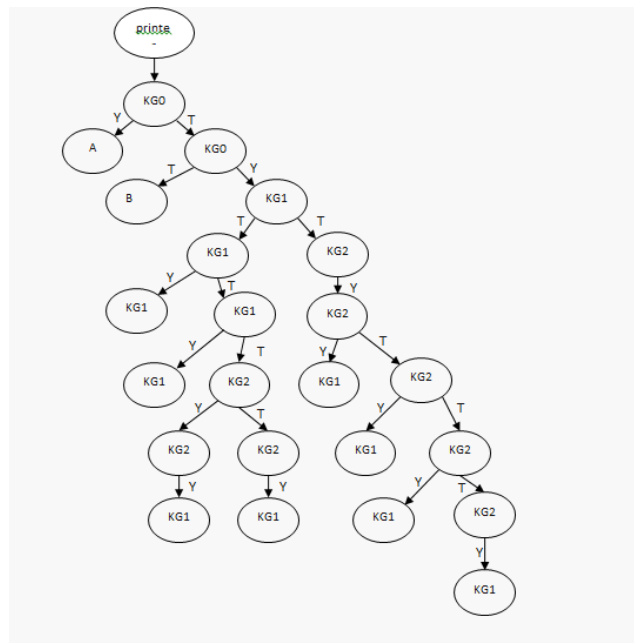 printe
-
KG0
Y T
A KG0
T Y
B KG1
T T
KG1 KG2
Y T Y
KG1 KG1 KG2
Y T Y T
KG1 KG2 KG1 KG2
Y T Y T
KG2 KG2 KG1 KG2
Y Y Y T
KG1 KG1 KG1 KG2
Y
KG1